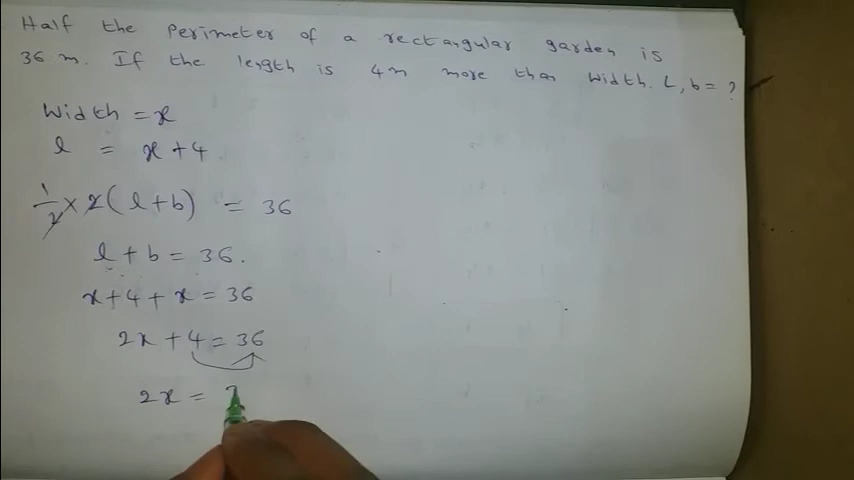 Half the Perimeter of a rectangular garden is
36 m. If the length is 4m more than width. L, b = ?
Width = x
l = x + 4
1/2 × 2 ( l + b ) = 36
l + b = 36.
x + 4 + x = 36
2x + 4 = 36
2x =